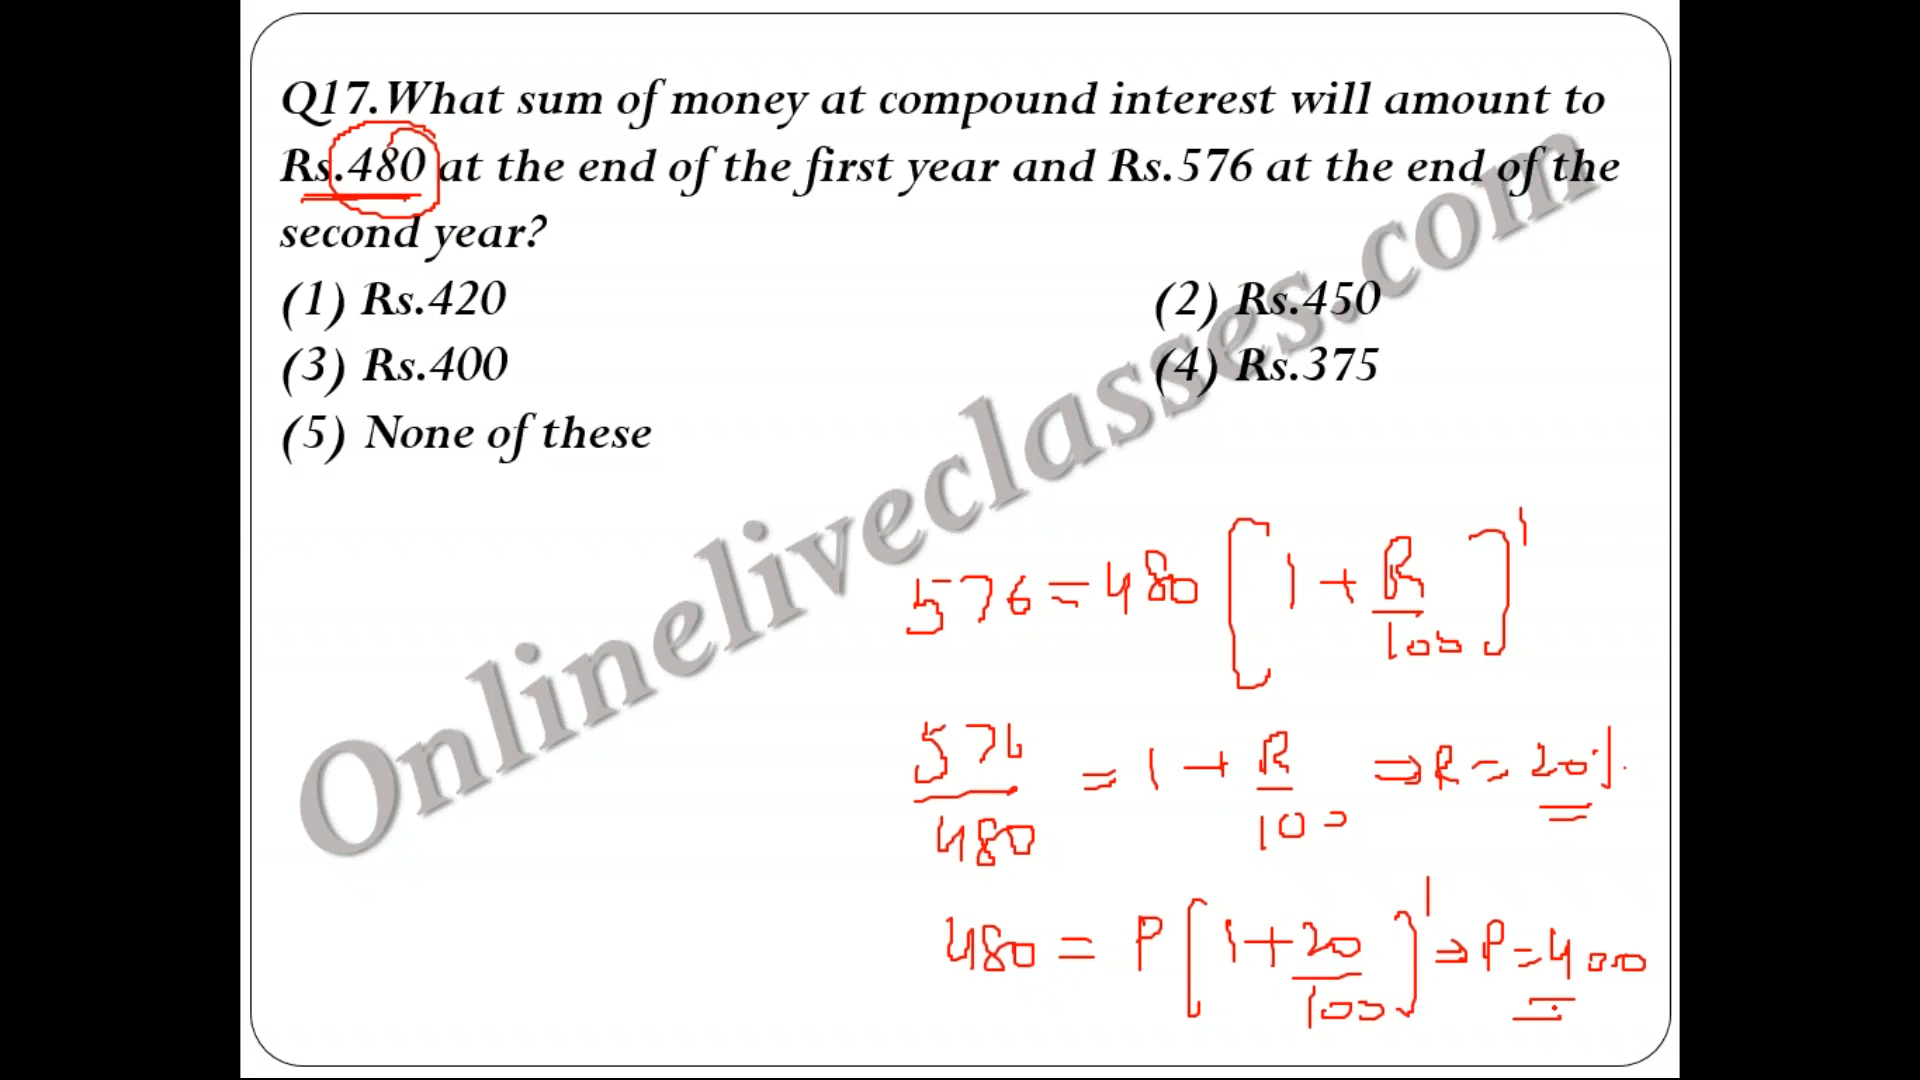 Q17.What sum of money at compound interest will amount to
Rs.480 at the end of the first year and Rs.576 at the end of the
second year?
(1) Rs.420 (2) Rs.450
(3) Rs.400 (4) Rs.375
(5) None of these
Onlineliveclasses.com
576 = 480 [1 + R/100]^1
576/480 = 1 + R/100 ⇒ R = 20%
480 = P [1 + 20/100]^1 ⇒ P = 400